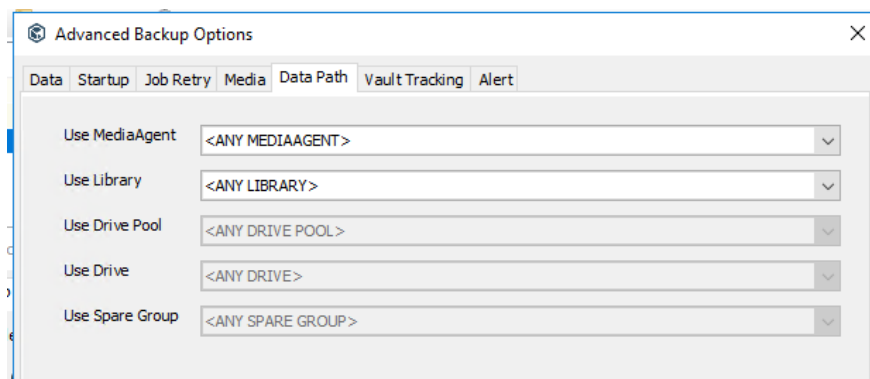 Advanced Backup Options
Data Startup Job Retry Media Data Path Vault Tracking Alert
Use MediaAgent <ANY MEDIAAGENT>
Use Library <ANY LIBRARY>
Use Drive Pool <ANY DRIVE POOL>
Use Drive <ANY DRIVE>
Use Spare Group <ANY SPARE GROUP>